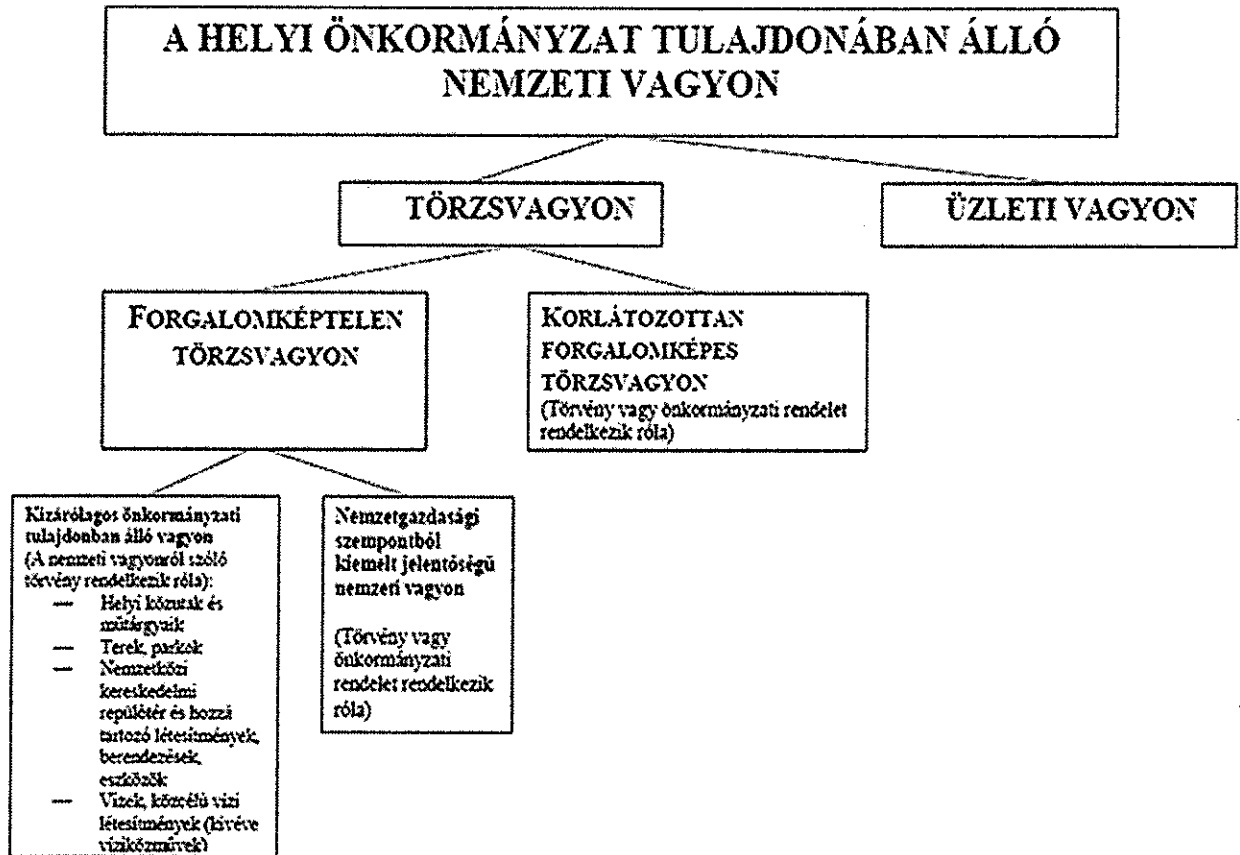 A HELYI ÖNKORMÁNYZAT TULAJDONÁBAN ÁLLÓ
NEMZETI VAGYON
TÖRZSVAGYON
ÜZLETI VAGYON
FORGALOMKÉPTELEN
TÖRZSVAGYON
KORLÁTOZOTTAN
FORGALOMKÉPES
TÖRZSVAGYON
(Törvény vagy önkormányzati rendelet
rendelkezik róla)
Kizárólagos önkormányzati
tulajdonban álló vagyon
(A nemzeti vagyonról szóló
törvény rendelkezik róla):
— Helyi közutak és
műtárgyaik
— Terek, parkok
— Nemzetközi
kereskedelmi
repülőtér és hozzá
tartozó létesítmények,
berendezések,
eszközök
— Vizek, közcélú vízi
létesítmények (kivéve
víziközművek)
Nemzetgazdasági
szempontból
kiemelt jelentőségű
nemzeti vagyon
(Törvény vagy
önkormányzati
rendelet rendelkezik
róla)